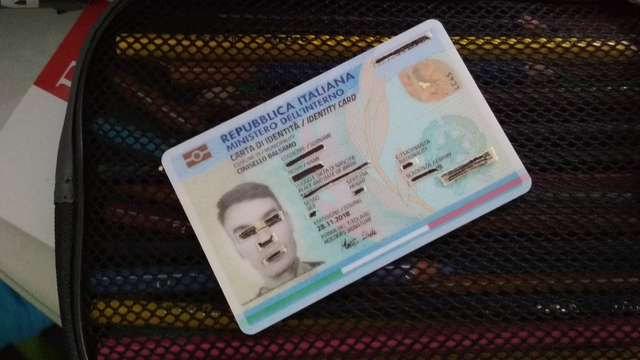 REPUBBLICA ITALIANA
MINISTERO DELL'INTERNO
CARTA DI IDENTITÀ / IDENTITY CARD
COMUNE DI / MUNICIPALITY
CINISELLO BALSAMO
COGNOME / SURNAME
NOME / NAME
LUOGO E DATA DI NASCITA
PLACE AND DATE OF BIRTH
SESSO
SEX
STATURA
HEIGHT
EMISSIONE / ISSUING
28.11.2018
FIRMA DEL TITOLARE
HOLDER'S SIGNATURE
CITTADINANZA
NATIONALITY
SCADENZA / EXPIRY